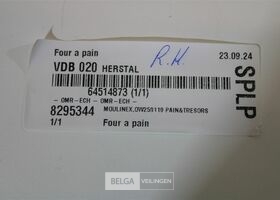 Four a pain
R.H.
23.09.24
VDB 020 HERSTAL
64514873 (1/1)
— OMR-ECH — — OMR-ECH —
8295344 MOULINEX,OW250110 PAIN&TRESORS
1/1 Four a pain
SPLP
BELGA VEILINGEN